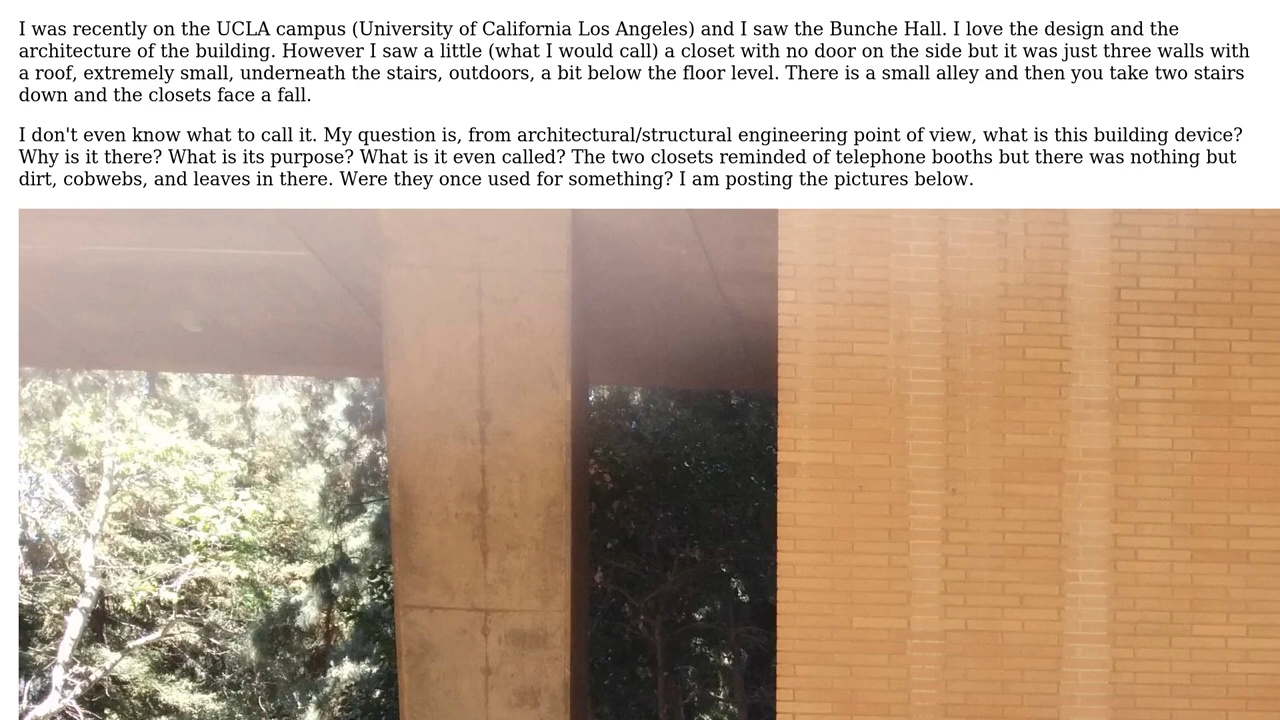 I was recently on the UCLA campus (University of California Los Angeles) and I saw the Bunche Hall. I love the design and the
architecture of the building. However I saw a little (what I would call) a closet with no door on the side but it was just three walls with
a roof, extremely small, underneath the stairs, outdoors, a bit below the floor level. There is a small alley and then you take two stairs
down and the closets face a fall.
I don't even know what to call it. My question is, from architectural/structural engineering point of view, what is this building device?
Why is it there? What is its purpose? What is it even called? The two closets reminded of telephone booths but there was nothing but
dirt, cobwebs, and leaves in there. Were they once used for something? I am posting the pictures below.